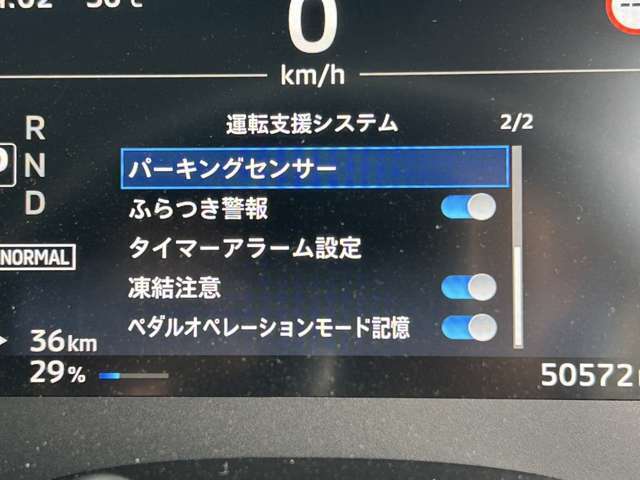 0
km/h
運転支援システム 2/2
R
パーキングセンサー
N
ふらつき警報
D
タイマーアラーム設定
NORMAL
凍結注意
ペダルオペレーションモード記憶
36km
29%
50572